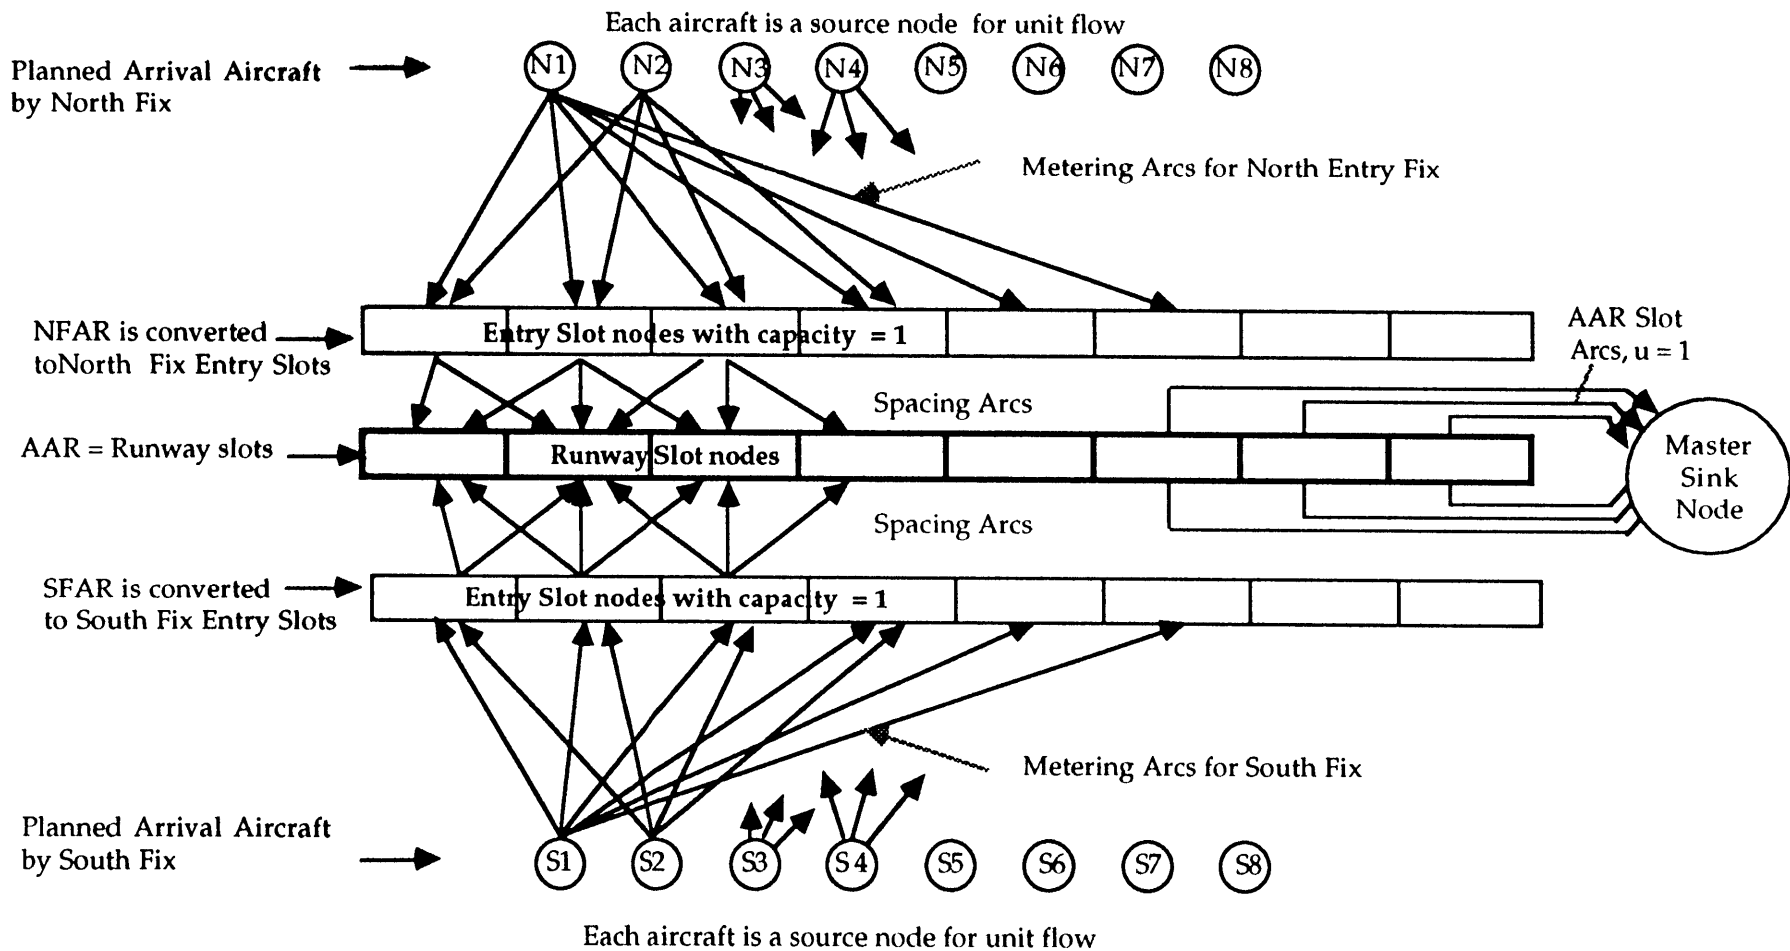 Each aircraft is a source node for unit flow
Planned Arrival Aircraft
by North Fix
N1 N2 N3 N4 N5 N6 N7 N8
Metering Arcs for North Entry Fix
NFAR is converted
toNorth Fix Entry Slots
Entry Slot nodes with capacity = 1
AAR Slot
Arcs, u = 1
Spacing Arcs
AAR = Runway slots
Runway Slot nodes
Master
Sink
Node
Spacing Arcs
SFAR is converted
to South Fix Entry Slots
Entry Slot nodes with capacity = 1
Metering Arcs for South Fix
Planned Arrival Aircraft
by South Fix
S1 S2 S3 S4 S5 S6 S7 S8
Each aircraft is a source node for unit flow